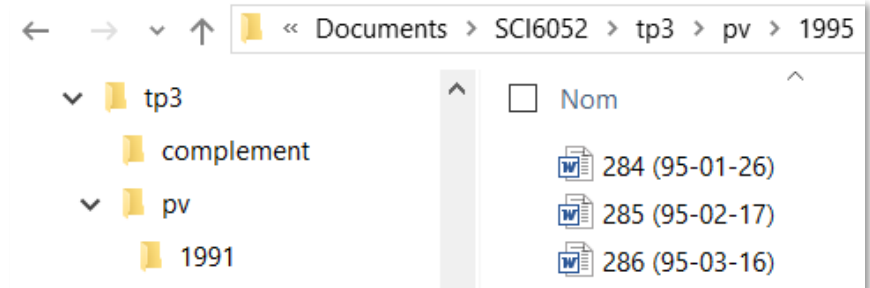 « Documents > SCI6052 > tp3 > pv > 1995
tp3
complement
pv
1991
Nom
284 (95-01-26)
285 (95-02-17)
286 (95-03-16)